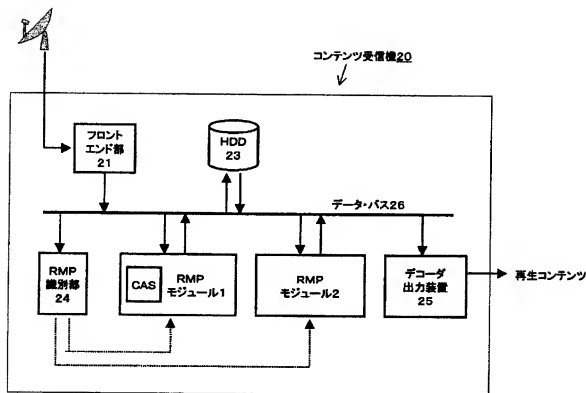 コンテンツ受信機20
フロント
エンド部
21
HDD
23
データ・バス26
RMP
識別部
24
CAS
RMP
モジュール1
RMP
モジュール2
デコーダ
出力装置
25
再生コンテンツ